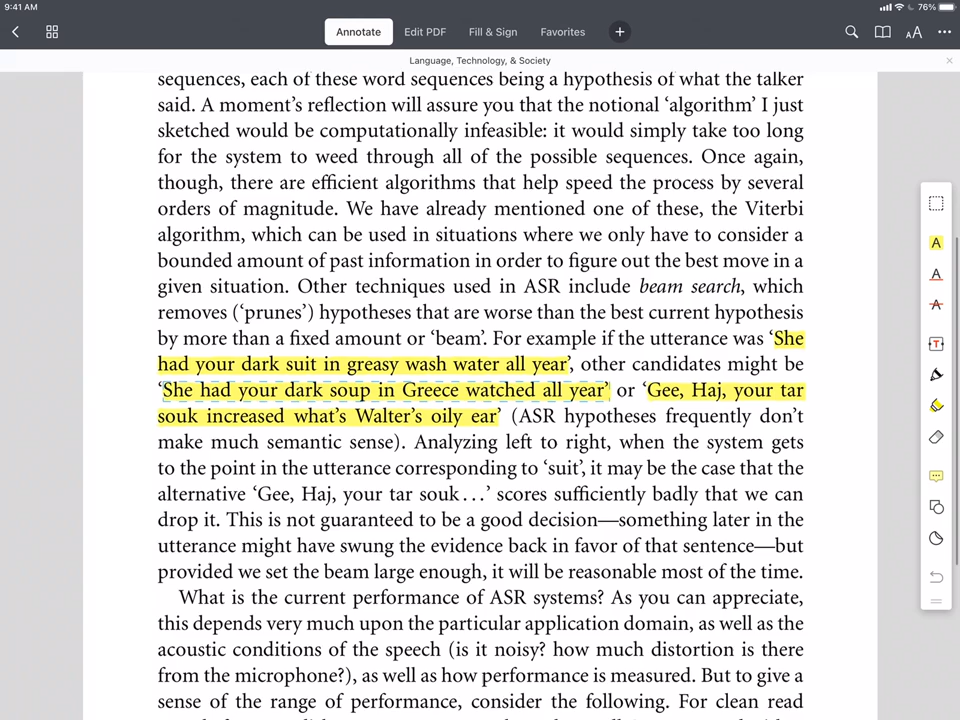 9:41 AM
76%
Annotate Edit PDF Fill & Sign Favorites
Language, Technology, & Society
sequences, each of these word sequences being a hypothesis of what the talker
said. A moment’s reflection will assure you that the notional ‘algorithm’ I just
sketched would be computationally infeasible: it would simply take too long
for the system to weed through all of the possible sequences. Once again,
though, there are efficient algorithms that help speed the process by several
orders of magnitude. We have already mentioned one of these, the Viterbi
algorithm, which can be used in situations where we only have to consider a
bounded amount of past information in order to figure out the best move in a
given situation. Other techniques used in ASR include beam search, which
removes (‘prunes’) hypotheses that are worse than the best current hypothesis
by more than a fixed amount or ‘beam’. For example if the utterance was ‘She
had your dark suit in greasy wash water all year’, other candidates might be
‘She had your dark soup in Greece watched all year’ or ‘Gee, Haj, your tar
souk increased what’s Walter’s oily ear’ (ASR hypotheses frequently don’t
make much semantic sense). Analyzing left to right, when the system gets
to the point in the utterance corresponding to ‘suit’, it may be the case that the
alternative ‘Gee, Haj, your tar souk…’ scores sufficiently badly that we can
drop it. This is not guaranteed to be a good decision—something later in the
utterance might have swung the evidence back in favor of that sentence—but
provided we set the beam large enough, it will be reasonable most of the time.
What is the current performance of ASR systems? As you can appreciate,
this depends very much upon the particular application domain, as well as the
acoustic conditions of the speech (is it noisy? how much distortion is there
from the microphone?), as well as how performance is measured. But to give a
sense of the range of performance, consider the following. For clean read